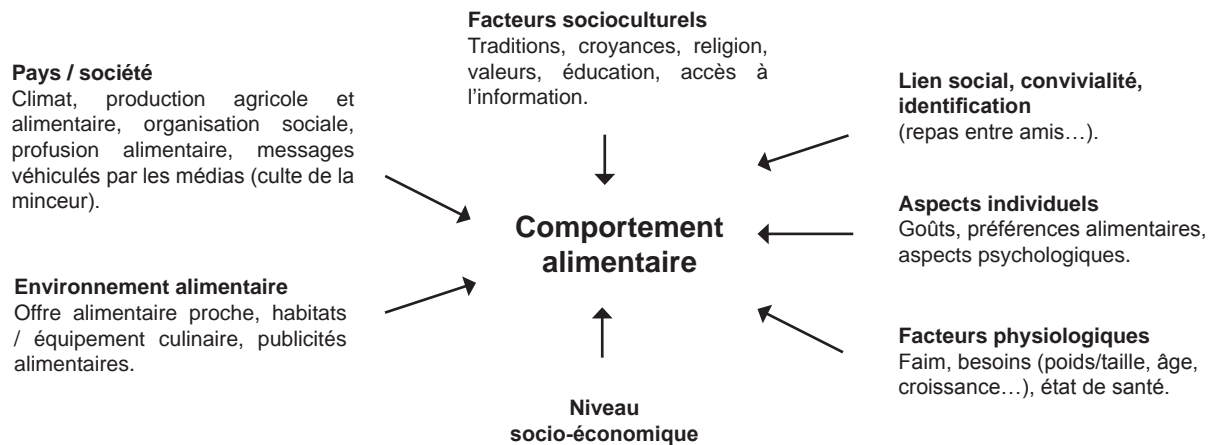 Facteurs socioculturels
Traditions, croyances, religion,
valeurs, éducation, accès à
l’information.
Pays / société
Climat, production agricole et
alimentaire, organisation sociale,
profusion alimentaire, messages
véhiculés par les médias (culte de la
minceur).
Lien social, convivialité,
identification
(repas entre amis…).
Comportement
alimentaire
Aspects individuels
Goûts, préférences alimentaires,
aspects psychologiques.
Environnement alimentaire
Offre alimentaire proche, habitats
/ équipement culinaire, publicités
alimentaires.
Facteurs physiologiques
Faim, besoins (poids/taille, âge,
croissance…), état de santé.
Niveau
socio-économique